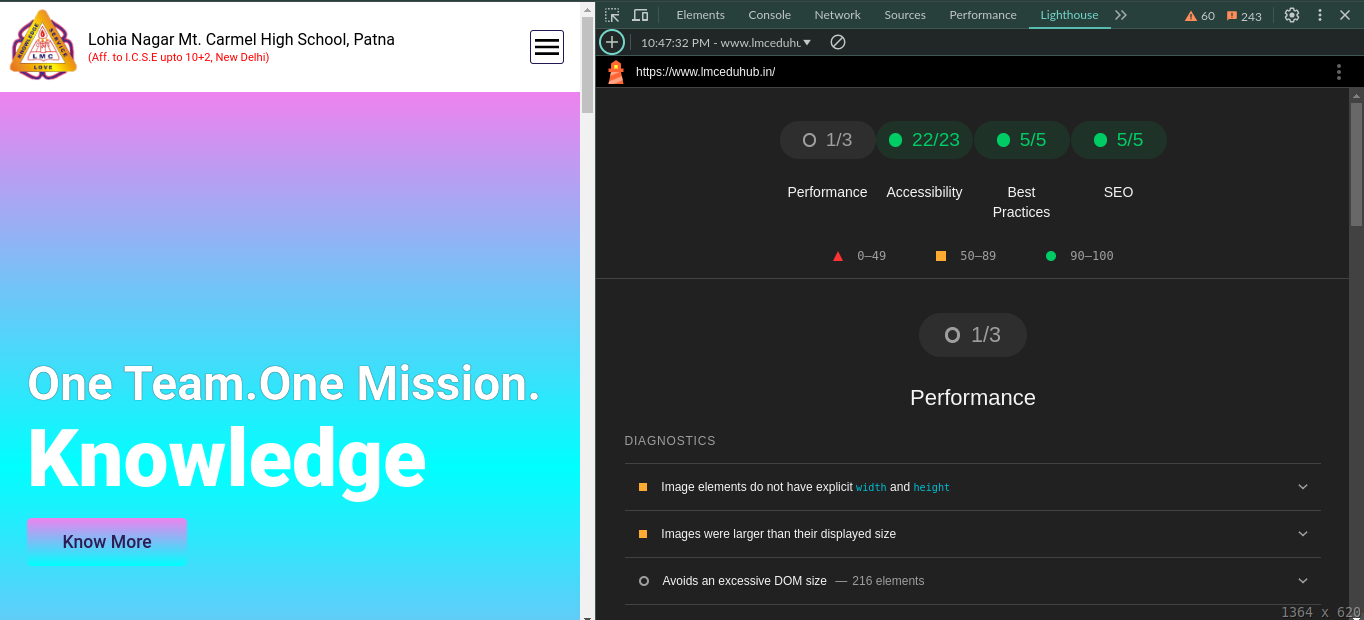 KNOWLEDGE
SERVICE
LMC
LOVE
Lohia Nagar Mt. Carmel High School, Patna
(Aff. to I.C.S.E upto 10+2, New Delhi)
One Team.One Mission.
Knowledge
Know More
Elements Console Network Sources Performance Lighthouse 60 243
10:47:32 PM - www.lmceduhu
https://www.lmceduhub.in/
1/3 22/23 5/5 5/5
Performance Accessibility Best Practices SEO
0–49 50–89 90–100
1/3
Performance
DIAGNOSTICS
Image elements do not have explicit width and height
Images were larger than their displayed size
Avoids an excessive DOM size — 216 elements
1364 x 620